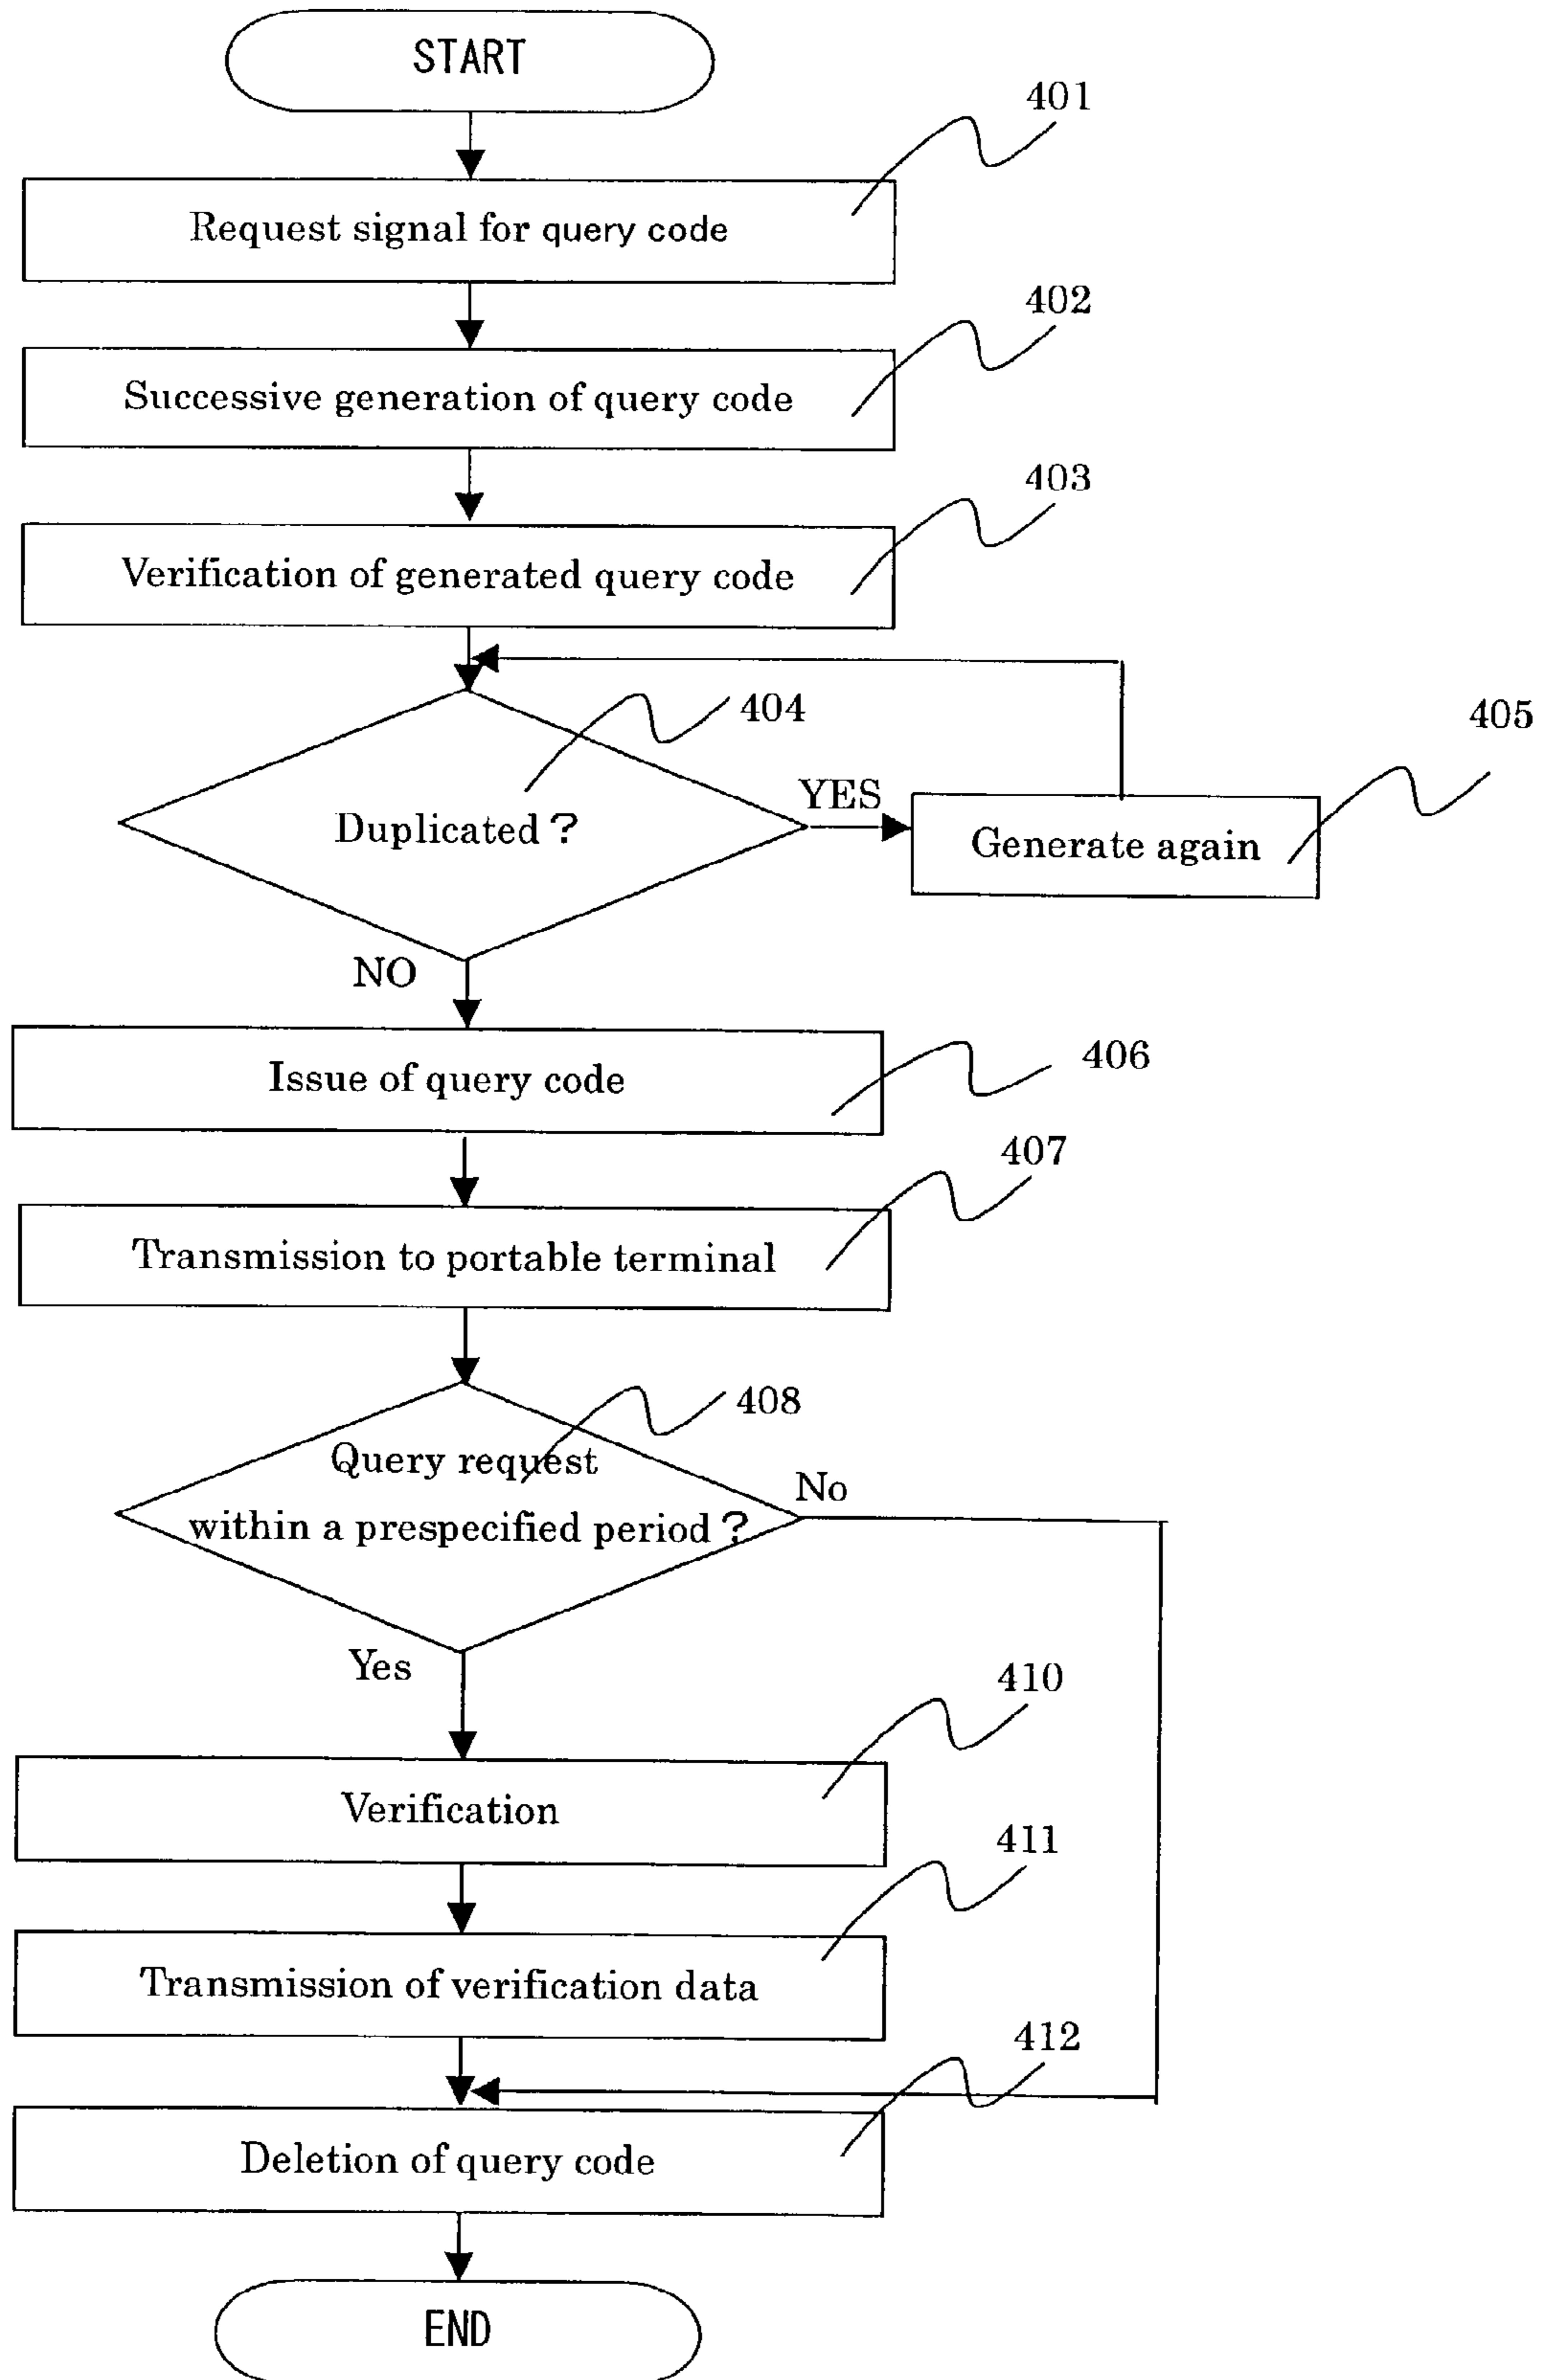 START
401
Request signal for query code
402
Successive generation of query code
403
Verification of generated query code
404
405
YES
Duplicated ?
Generate again
NO
406
Issue of query code
407
Transmission to portable terminal
408
Query request
No
within a prespecified period ?
Yes
410
Verification
411
Transmission of verification data
412
Deletion of query code
END